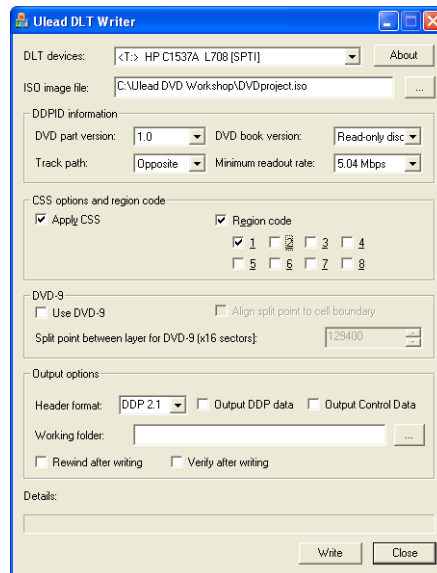 Ulead DLT Writer
DLT devices: <T:> HP C1537A L708 [SPTI] About
ISO image file: C:\Ulead DVD Workshop\DVDproject.iso ...
DDPID information
DVD part version: 1.0 DVD book version: Read-only disc
Track path: Opposite Minimum readout rate: 5.04 Mbps
CSS options and region code
Apply CSS Region code
1 2 3 4
5 6 7 8
DVD-9
Use DVD-9 Align split point to cell boundary
Split point between layer for DVD-9 (x16 sectors): 129400
Output options
Header format: DDP 2.1 Output DDP data Output Control Data
Working folder: ...
Rewind after writing Verify after writing
Details:
Write Close